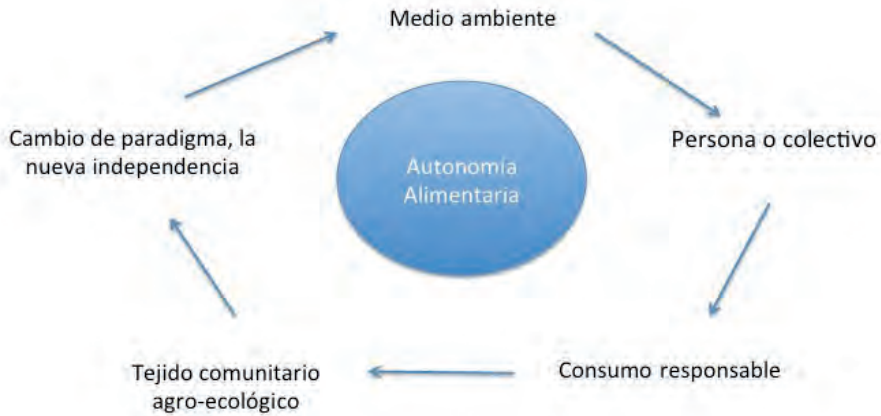 Medio ambiente
Persona o colectivo
Consumo responsable
Tejido comunitario
agro-ecológico
Cambio de paradigma, la
nueva independencia
Autonomía
Alimentaria